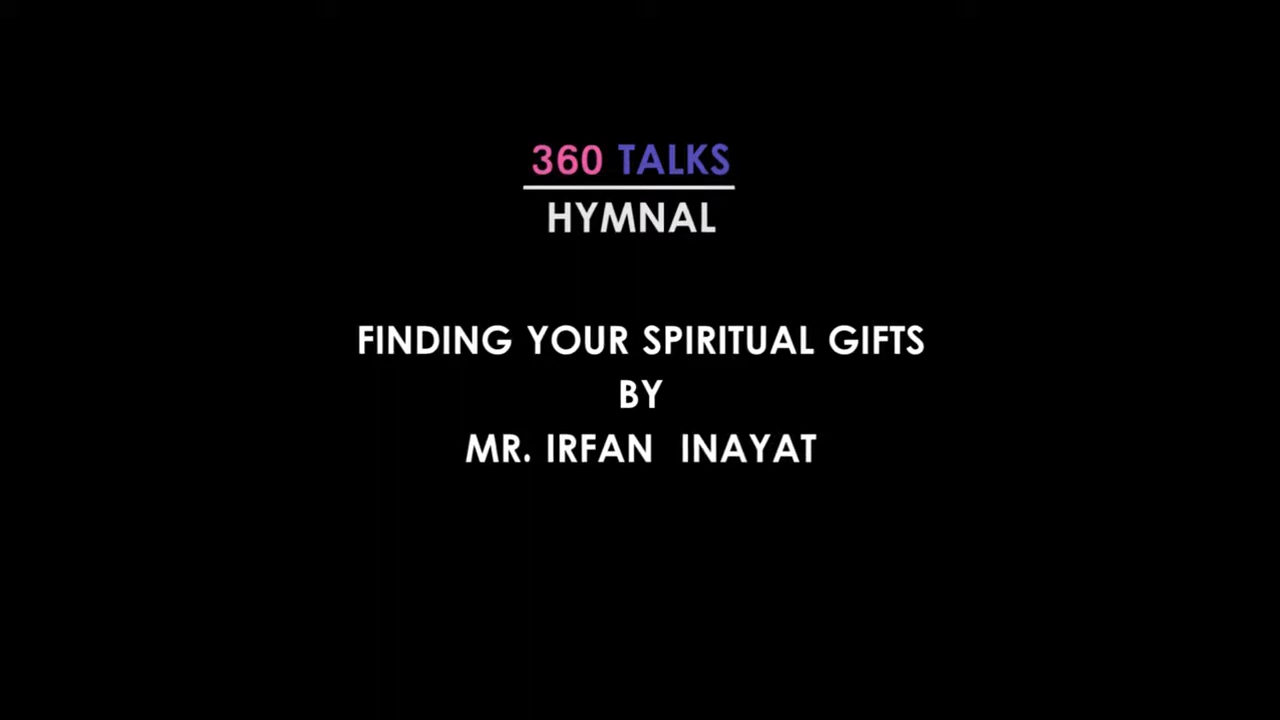 360 TALKS
HYMNAL
FINDING YOUR SPIRITUAL GIFTS
BY
MR. IRFAN INAYAT